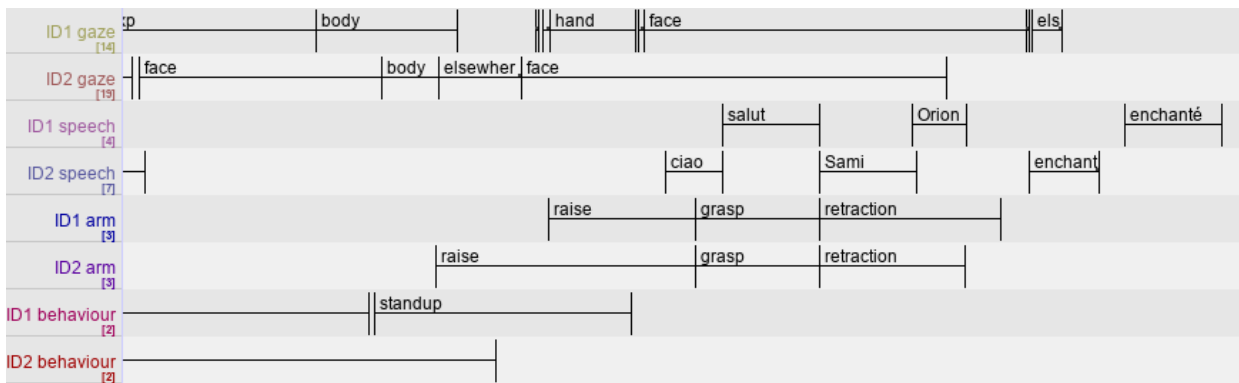 ID1 gaze [14] xp body hand face els
ID2 gaze [19] face body elsewher face
ID1 speech [4] salut Orion enchanté
ID2 speech [7] ciao Sami enchant
ID1 arm [3] raise grasp retraction
ID2 arm [3] raise grasp retraction
ID1 behaviour [2] standup
ID2 behaviour [2]